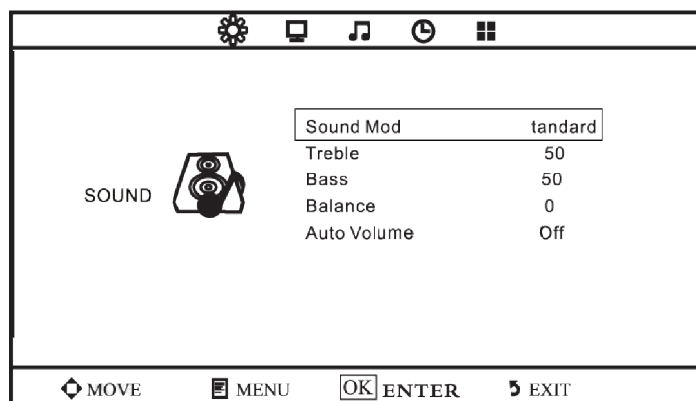 Sound Mod tandard
Treble 50
Bass 50
SOUND
Balance 0
Auto Volume Off
MOVE MENU OK ENTER EXIT